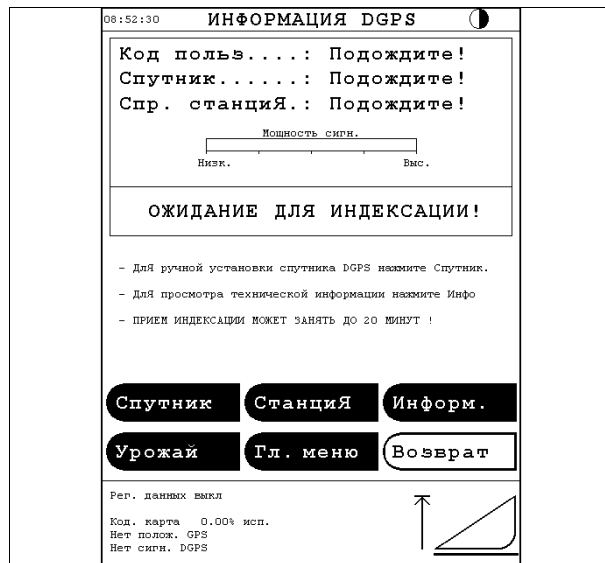 08:52:30 ИНФОРМАЦИЯ DGPS
Код польз....: Подождите!
Спутник......: Подождите!
Спр. станциЯ.: Подождите!
Мощность сигн.
Низк. Выс.
ОЖИДАНИЕ ДЛЯ ИНДЕКСАЦИИ!
- ДлЯ ручной установки спутника DGPS нажмите Спутник.
- ДлЯ просмотра технической информации нажмите Инфо
- ПРИЕМ ИНДЕКСАЦИИ МОЖЕТ ЗАНЯТЬ ДО 20 МИНУТ !
Спутник СтанциЯ Информ.
Урожай Гл. меню Возврат
Рег. данных выкл
Код. карта 0.00% исп.
Нет полож. GPS
Нет сигн. DGPS